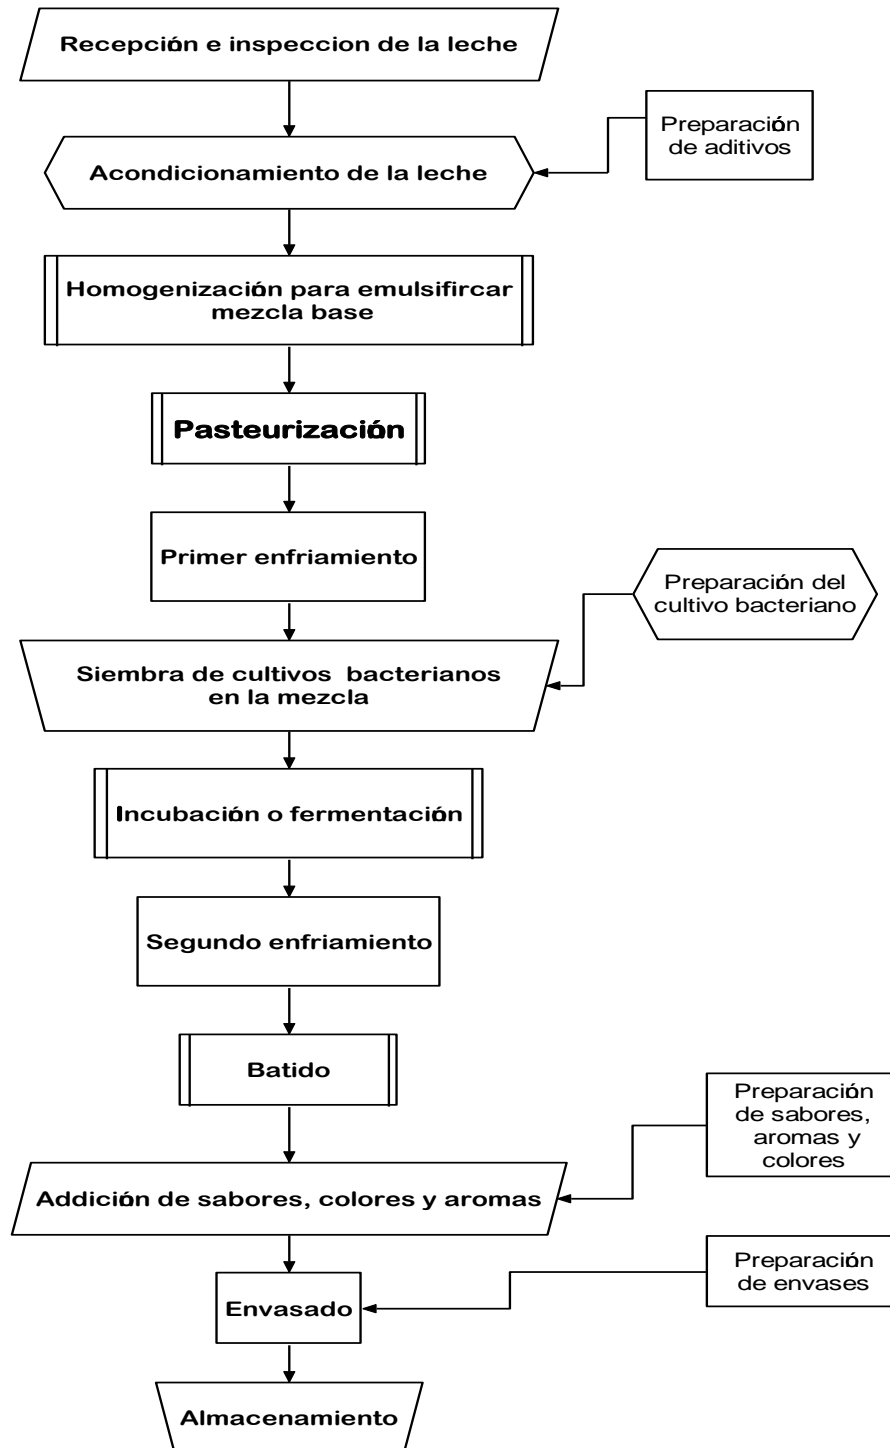 Recepción e inspeccion de la leche
Preparación
de aditivos
Acondicionamiento de la leche
Homogenización para emulsifircar
mezcla base
Pasteurización
Primer enfriamiento
Preparación del
cultivo bacteriano
Siembra de cultivos bacterianos
en la mezcla
Incubación o fermentación
Segundo enfriamiento
Batido
Preparación
de sabores,
aromas y
colores
Addición de sabores, colores y aromas
Preparación
de envases
Envasado
Almacenamiento